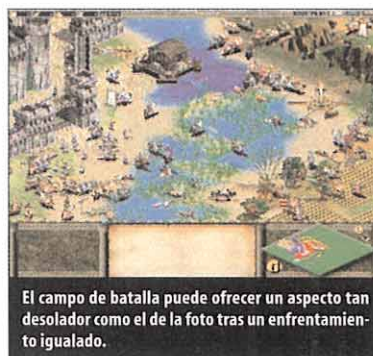 El campo de batalla puede ofrecer un aspecto tan
desolador como el de la foto tras un enfrentamien-
to igualado.